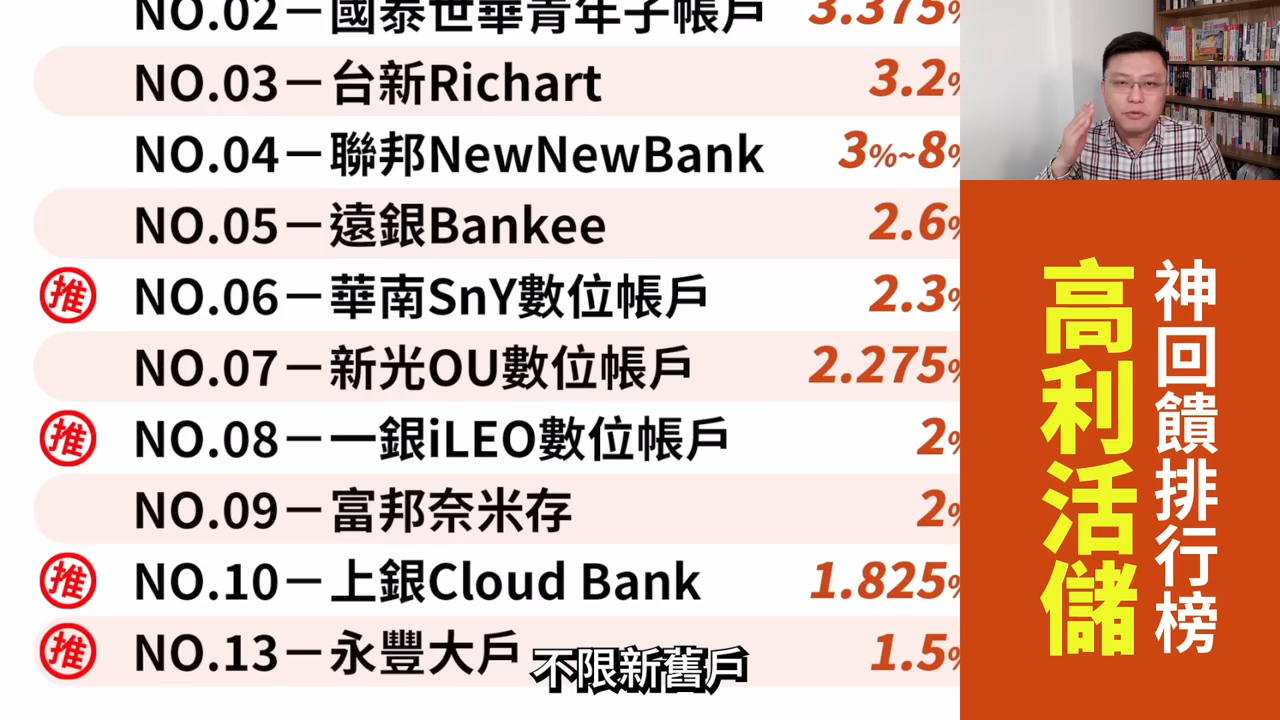 NO.02－國泰世華青年子帳戶 3.375%
NO.03－台新Richart 3.2%
NO.04－聯邦NewNewBank 3%~8%
NO.05－遠銀Bankee 2.6%
推 NO.06－華南SnY數位帳戶 2.3%
NO.07－新光OU數位帳戶 2.275%
推 NO.08－一銀iLEO數位帳戶 2%
NO.09－富邦奈米存 2%
推 NO.10－上銀Cloud Bank 1.825%
推 NO.13－永豐大戶 1.5%
不限新舊戶
神回饋排行榜
高利活儲